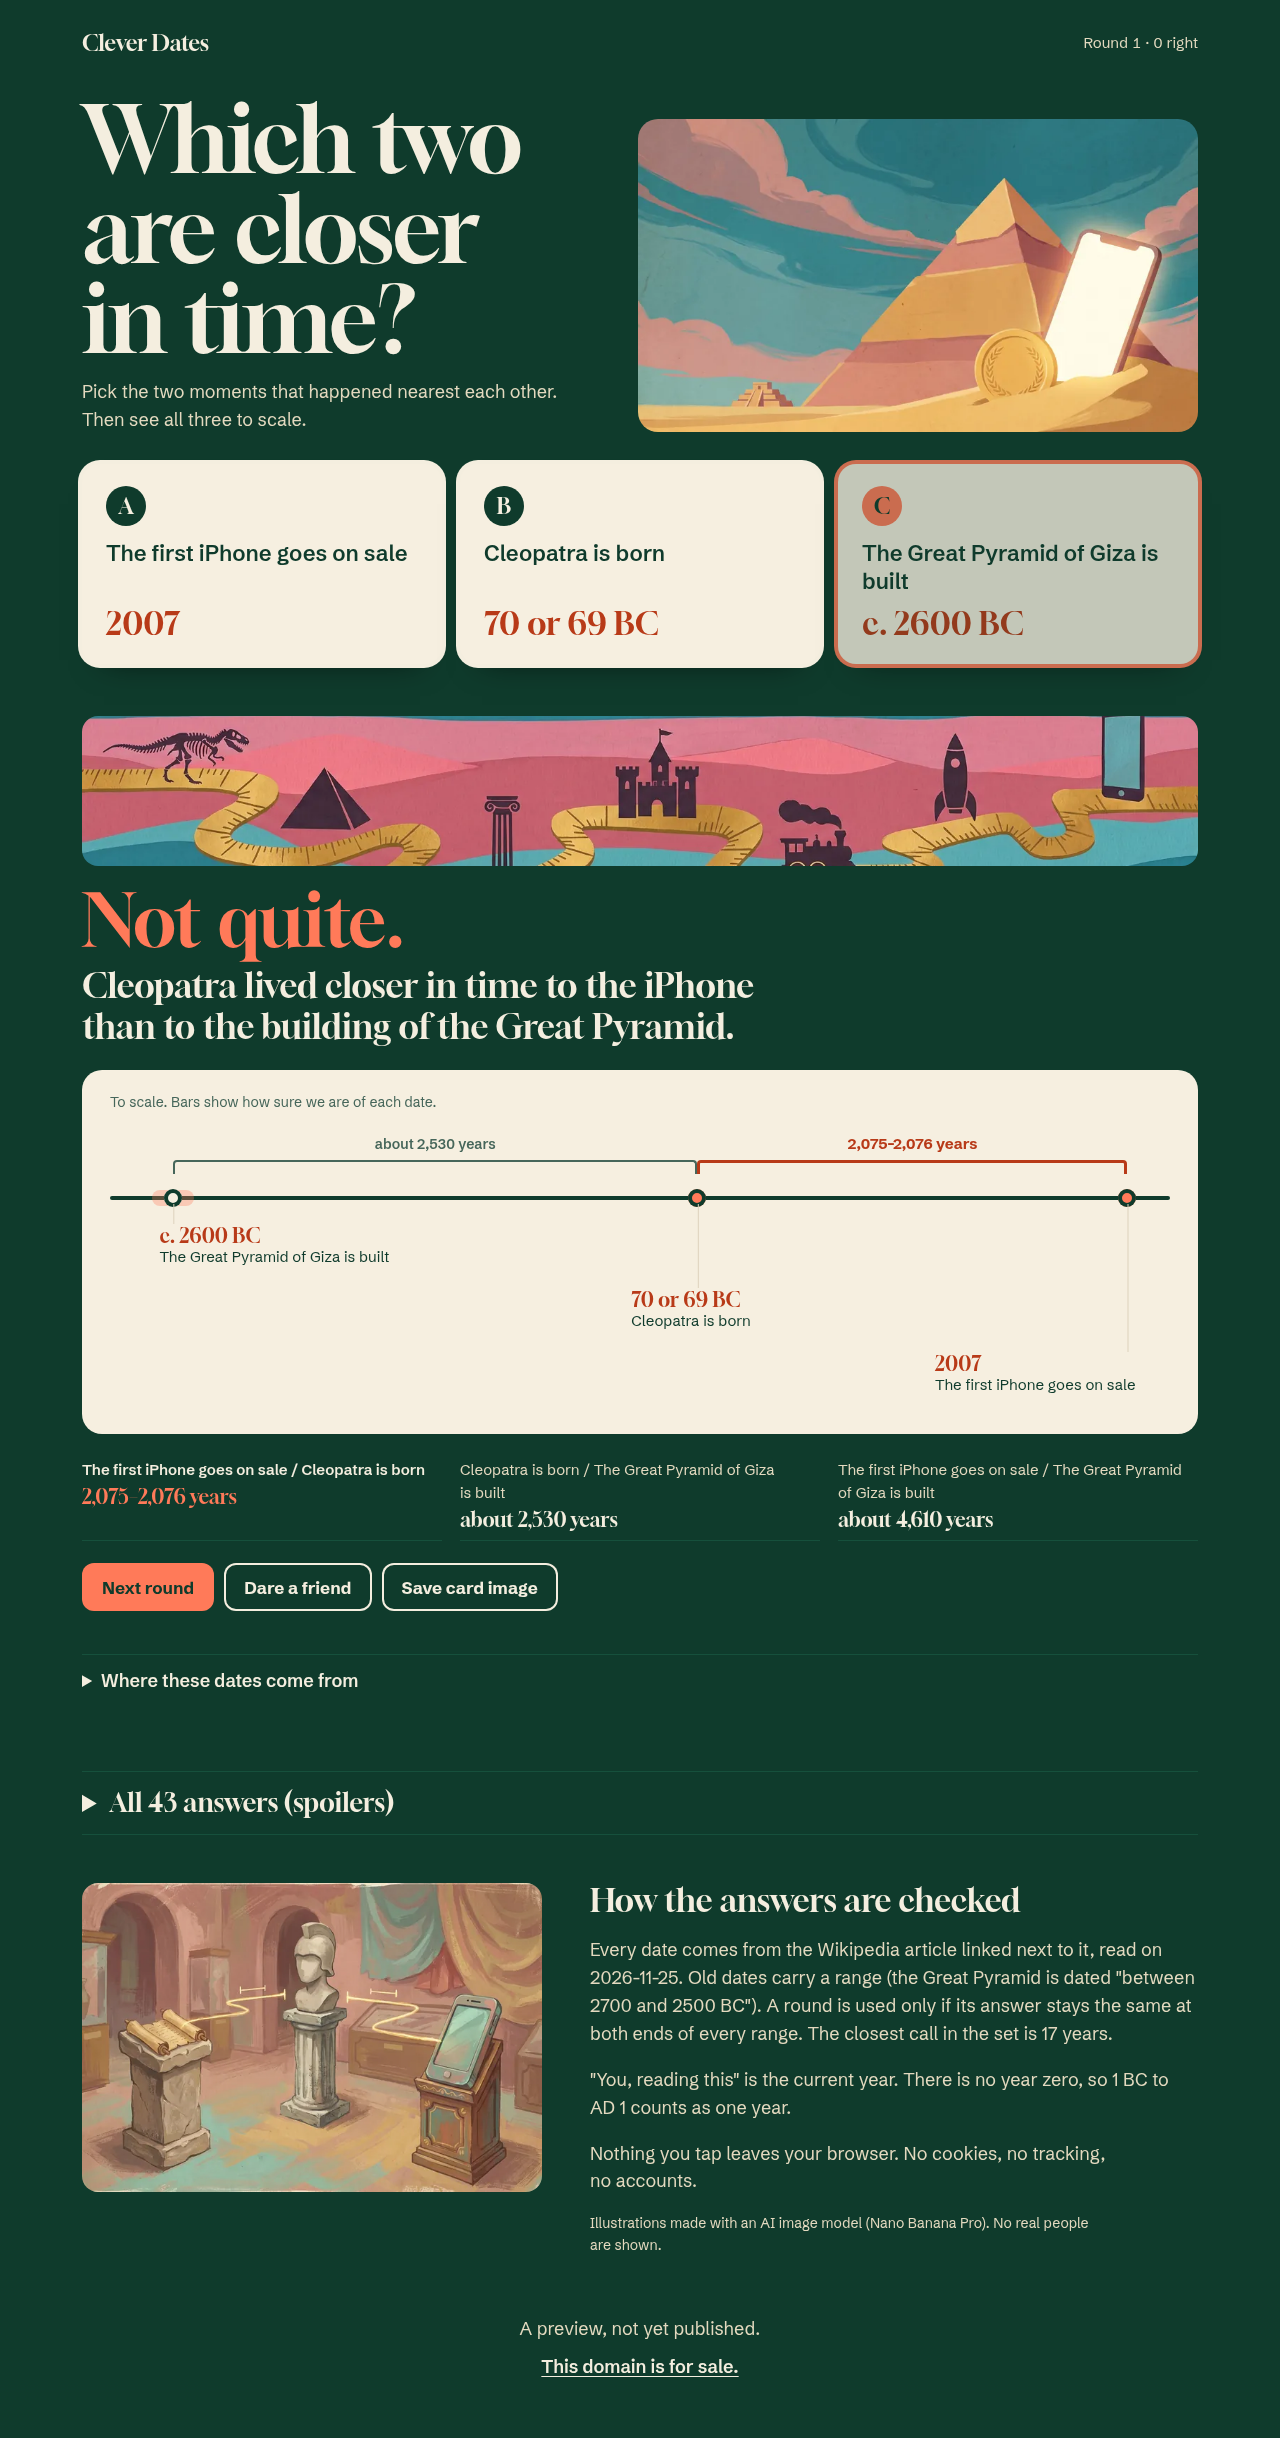 Clever Dates
Round 1 · 0 right
Which two
are closer
in time?
Pick the two moments that happened nearest each other.
Then see all three to scale.
A
The first iPhone goes on sale
2007
B
Cleopatra is born
70 or 69 BC
C
The Great Pyramid of Giza is
built
c. 2600 BC
Not quite.
Cleopatra lived closer in time to the iPhone
than to the building of the Great Pyramid.
To scale. Bars show how sure we are of each date.
about 2,530 years
2,075–2,076 years
c. 2600 BC
The Great Pyramid of Giza is built
70 or 69 BC
Cleopatra is born
2007
The first iPhone goes on sale
The first iPhone goes on sale / Cleopatra is born
2,075–2,076 years
Cleopatra is born / The Great Pyramid of Giza
is built
about 2,530 years
The first iPhone goes on sale / The Great Pyramid
of Giza is built
about 4,610 years
Next round
Dare a friend
Save card image
Where these dates come from
All 43 answers (spoilers)
How the answers are checked
Every date comes from the Wikipedia article linked next to it, read on
2026-11-25. Old dates carry a range (the Great Pyramid is dated "between
2700 and 2500 BC"). A round is used only if its answer stays the same at
both ends of every range. The closest call in the set is 17 years.
"You, reading this" is the current year. There is no year zero, so 1 BC to
AD 1 counts as one year.
Nothing you tap leaves your browser. No cookies, no tracking,
no accounts.
Illustrations made with an AI image model (Nano Banana Pro). No real people
are shown.
A preview, not yet published.
This domain is for sale.